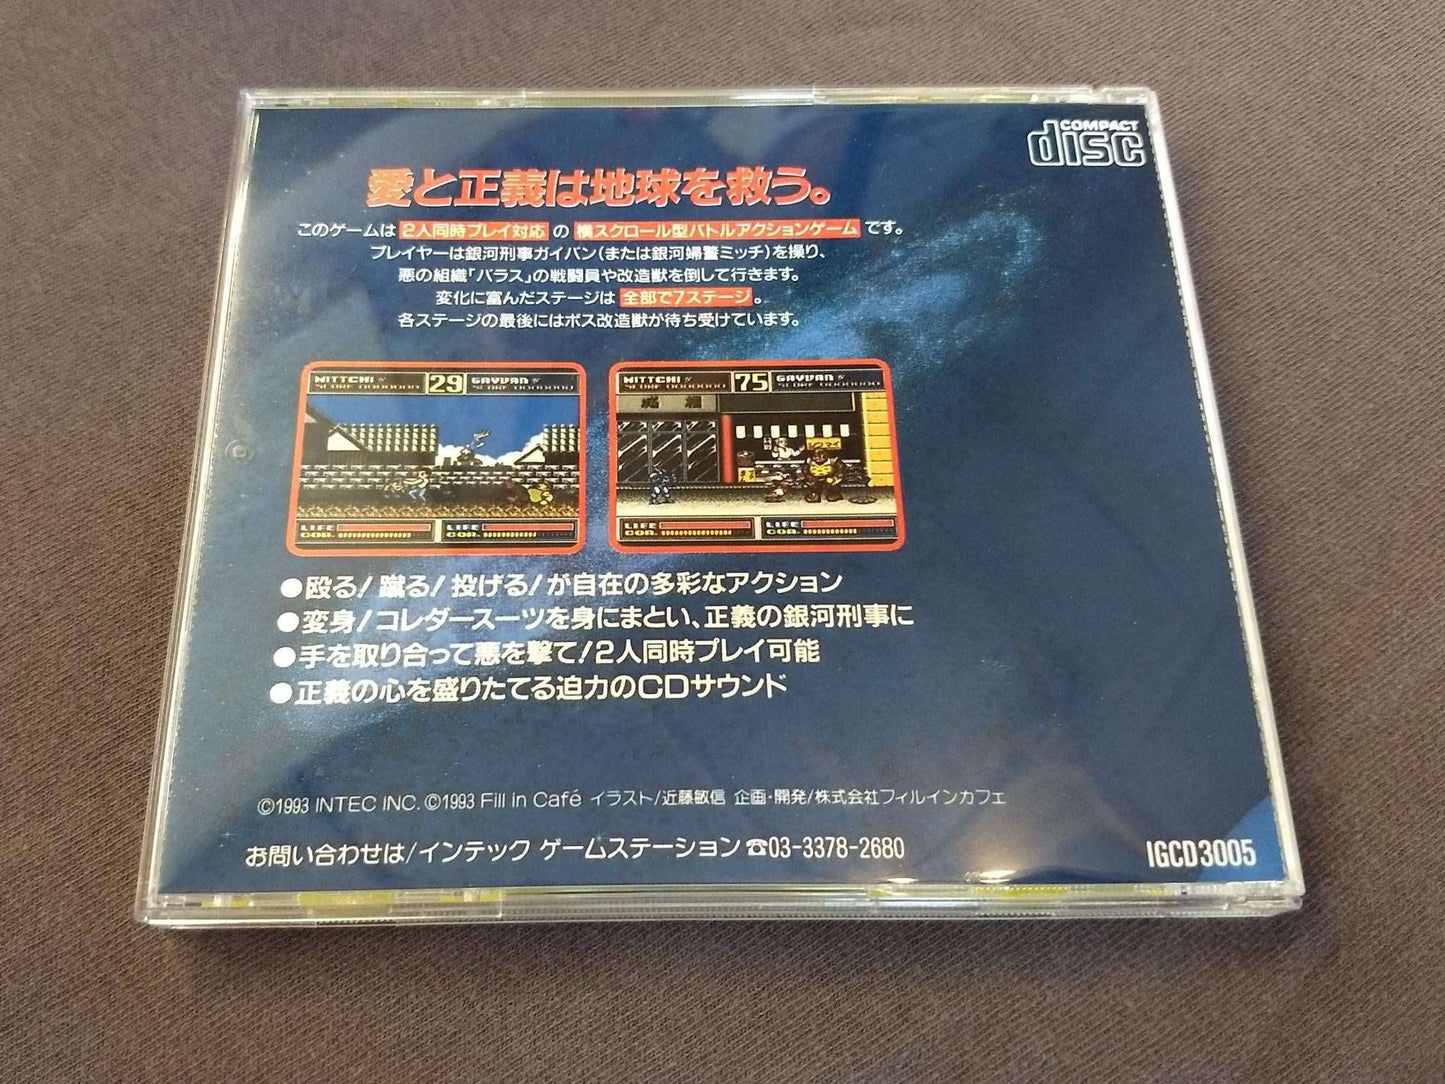 COMPACT
disc
愛と正義は地球を救う。
このゲームは 2人同時プレイ対応 の 横スクロール型バトルアクションゲーム です。
プレイヤーは銀河刑事ガイバン(または銀河婦警ミッチ)を操り、
悪の組織「バラス」の戦闘員や改造獣を倒して行きます。
変化に富んだステージは 全部で7ステージ 。
各ステージの最後にはボス改造獣が待ち受けています。
MITTCHI 29 GAYVAN
SCORE 0000000 SCORE 0000000
LIFE LIFE
COR. COR.
MITTCHI 75 GAYVAN
SCORE 0000000 SCORE 0000000
LIFE LIFE
COR. COR.
●殴る! 蹴る! 投げる! が自在の多彩なアクション
●変身! コレダースーツを身にまとい、正義の銀河刑事に
●手を取り合って悪を撃て! 2人同時プレイ可能
●正義の心を盛りたてる迫力のCDサウンド
©1993 INTEC INC. ©1993 Fill in Café イラスト/近藤敏信 企画・開発/株式会社フィルインカフェ
お問い合わせは/インテック ゲームステーション ☎03-3378-2680
IGCD3005